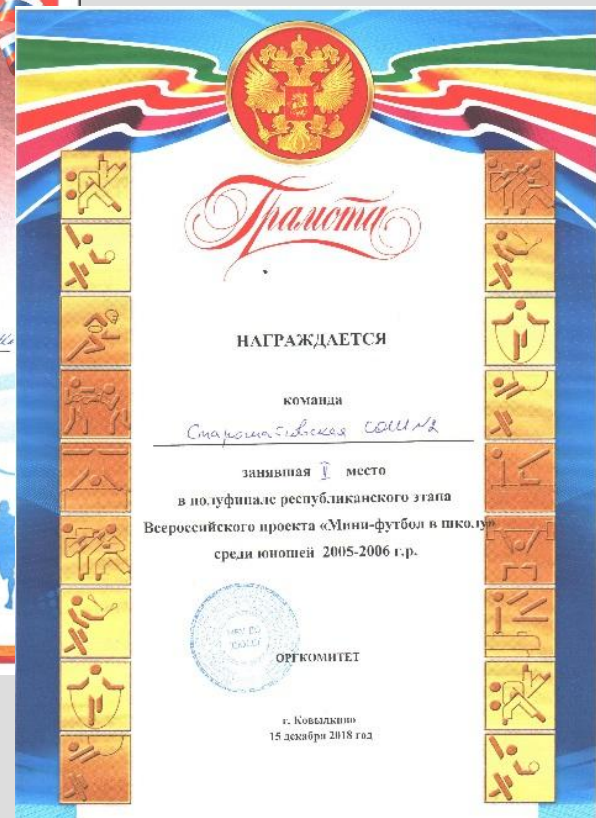 Грамота
НАГРАЖДАЕТСЯ
команда
СОШ №2
занявшая место
в полуфинале республиканского этапа
Всероссийского проекта «Мини-футбол в школу»
среди юношей 2005-2006 г.р.
ОРГКОМИТЕТ
г. Ковылкино
15 декабря 2018 год